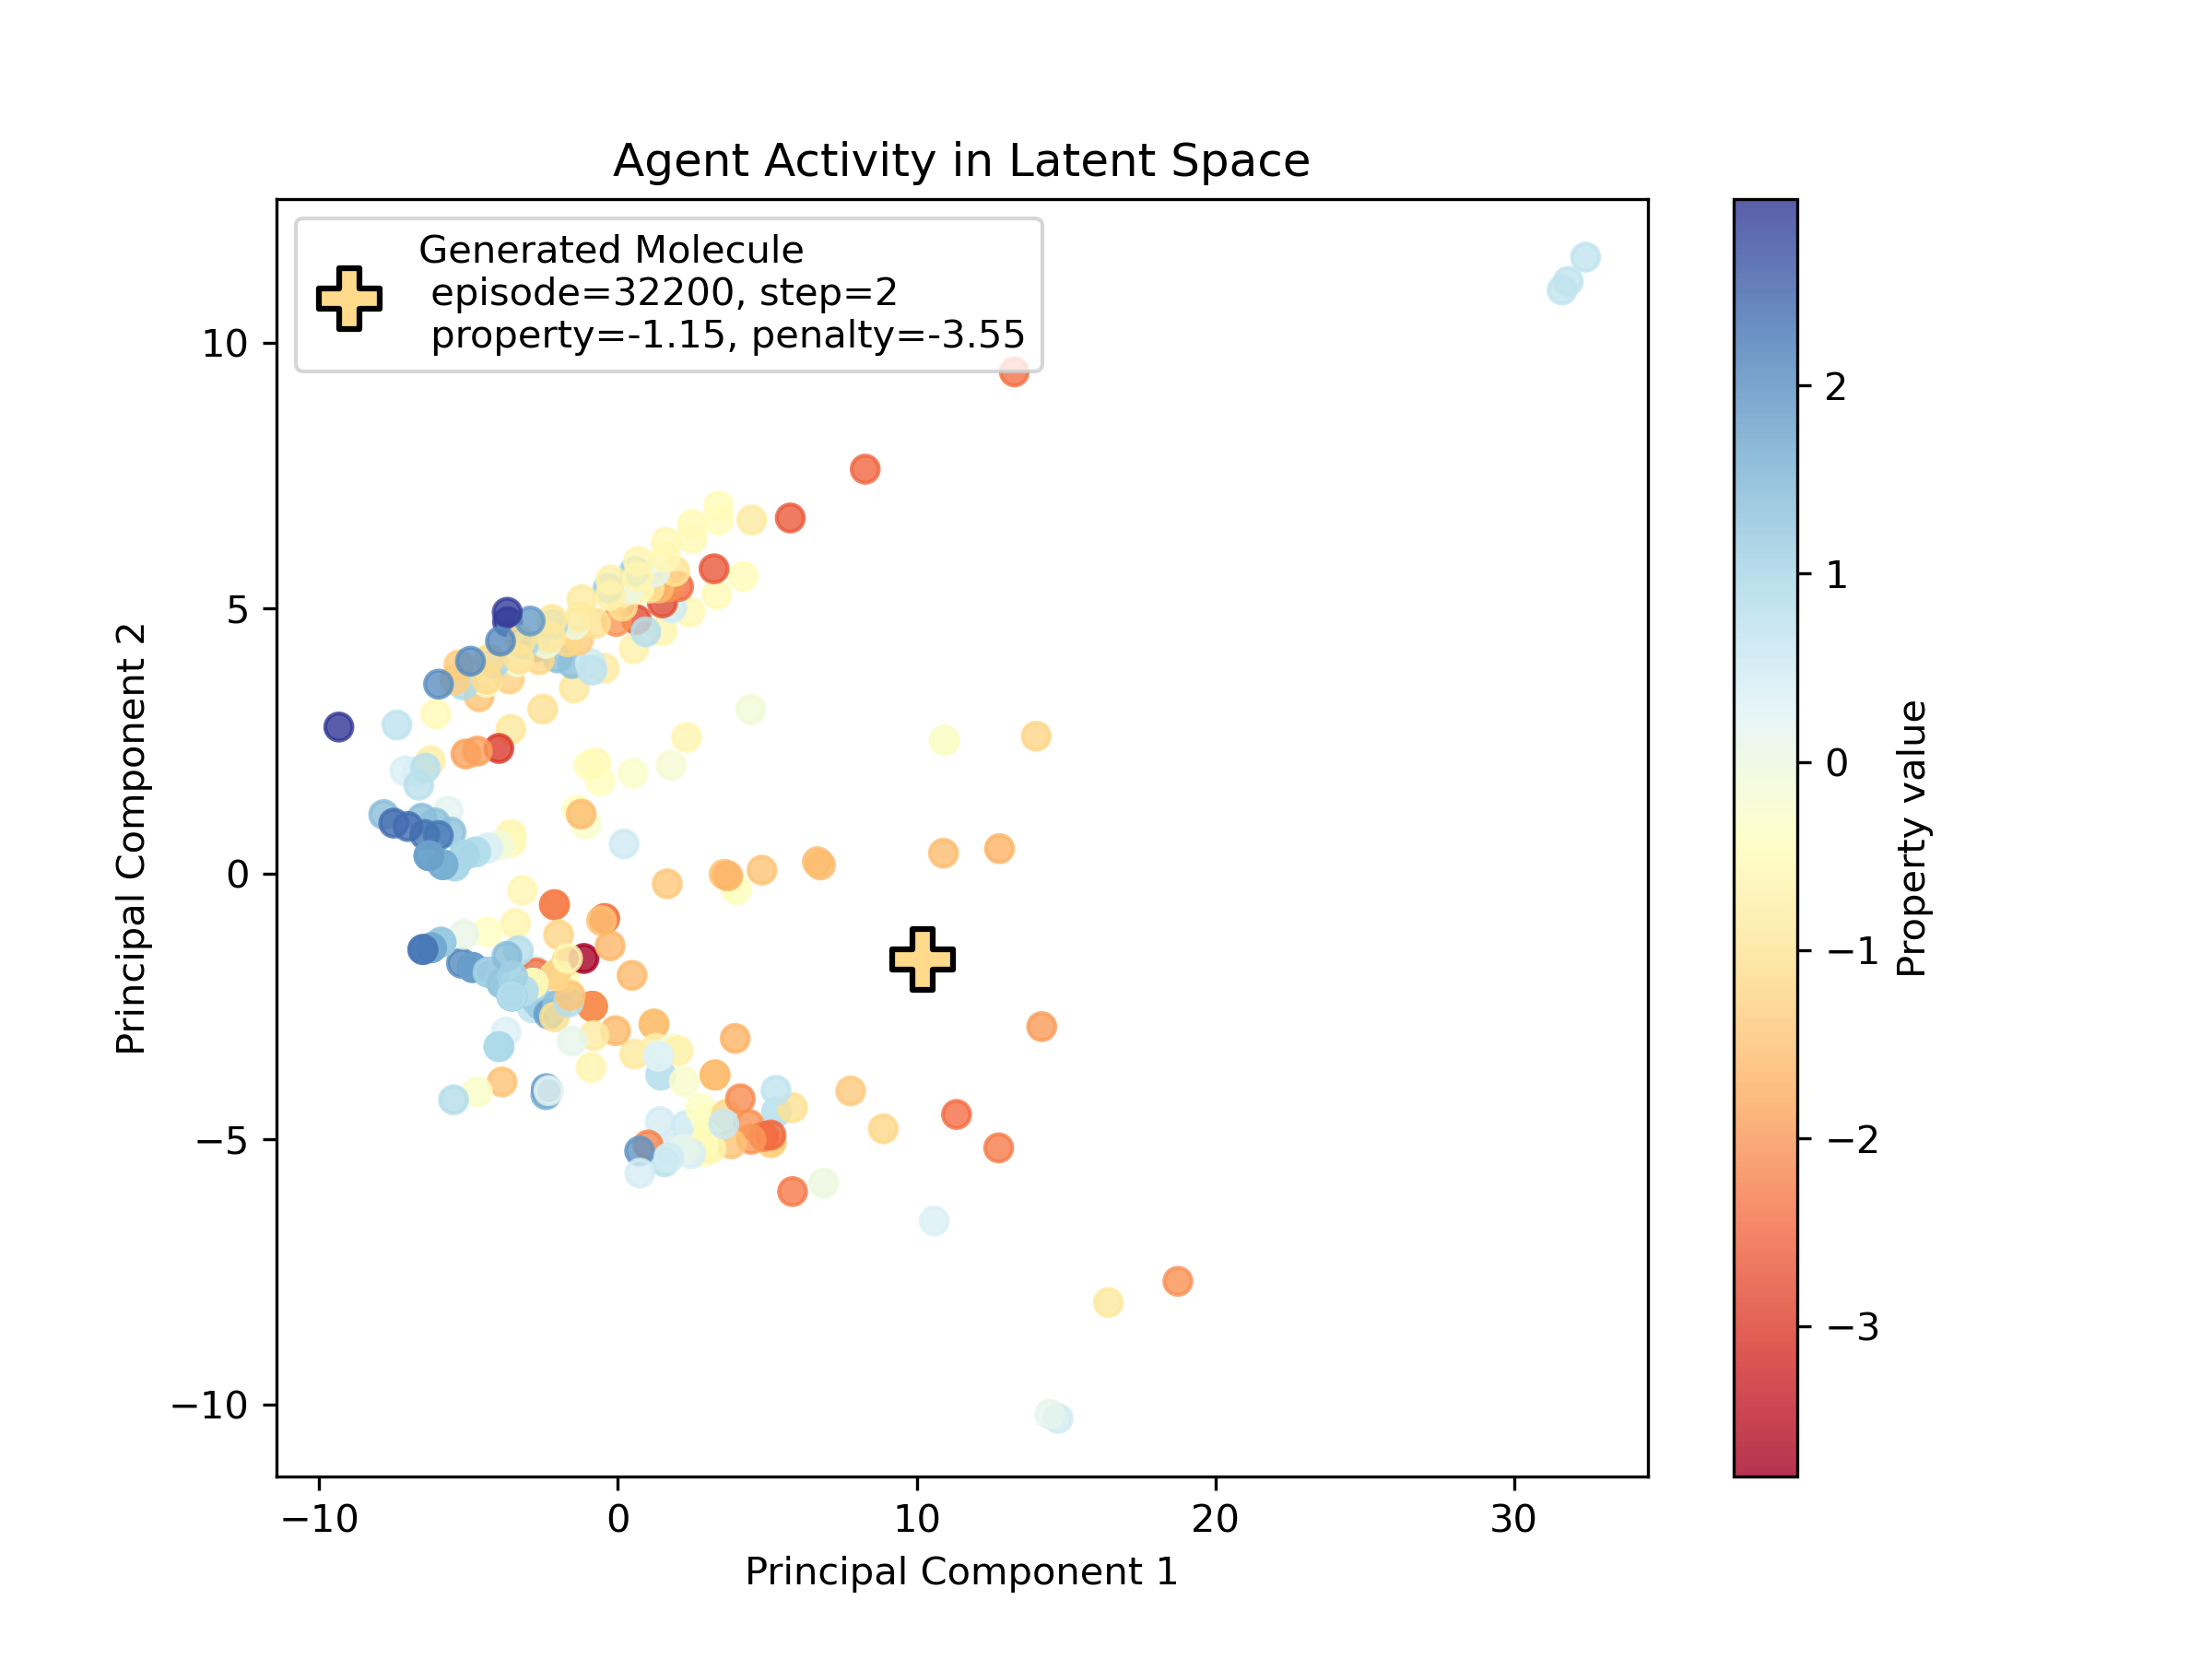 Agent Activity in Latent Space
Generated Molecule
episode=32200, step=2
property=-1.15, penalty=-3.55
10
5
0
−5
−10
Principal Component 2
−10
0
10
20
30
Principal Component 1
2
1
0
−1
−2
−3
Property value